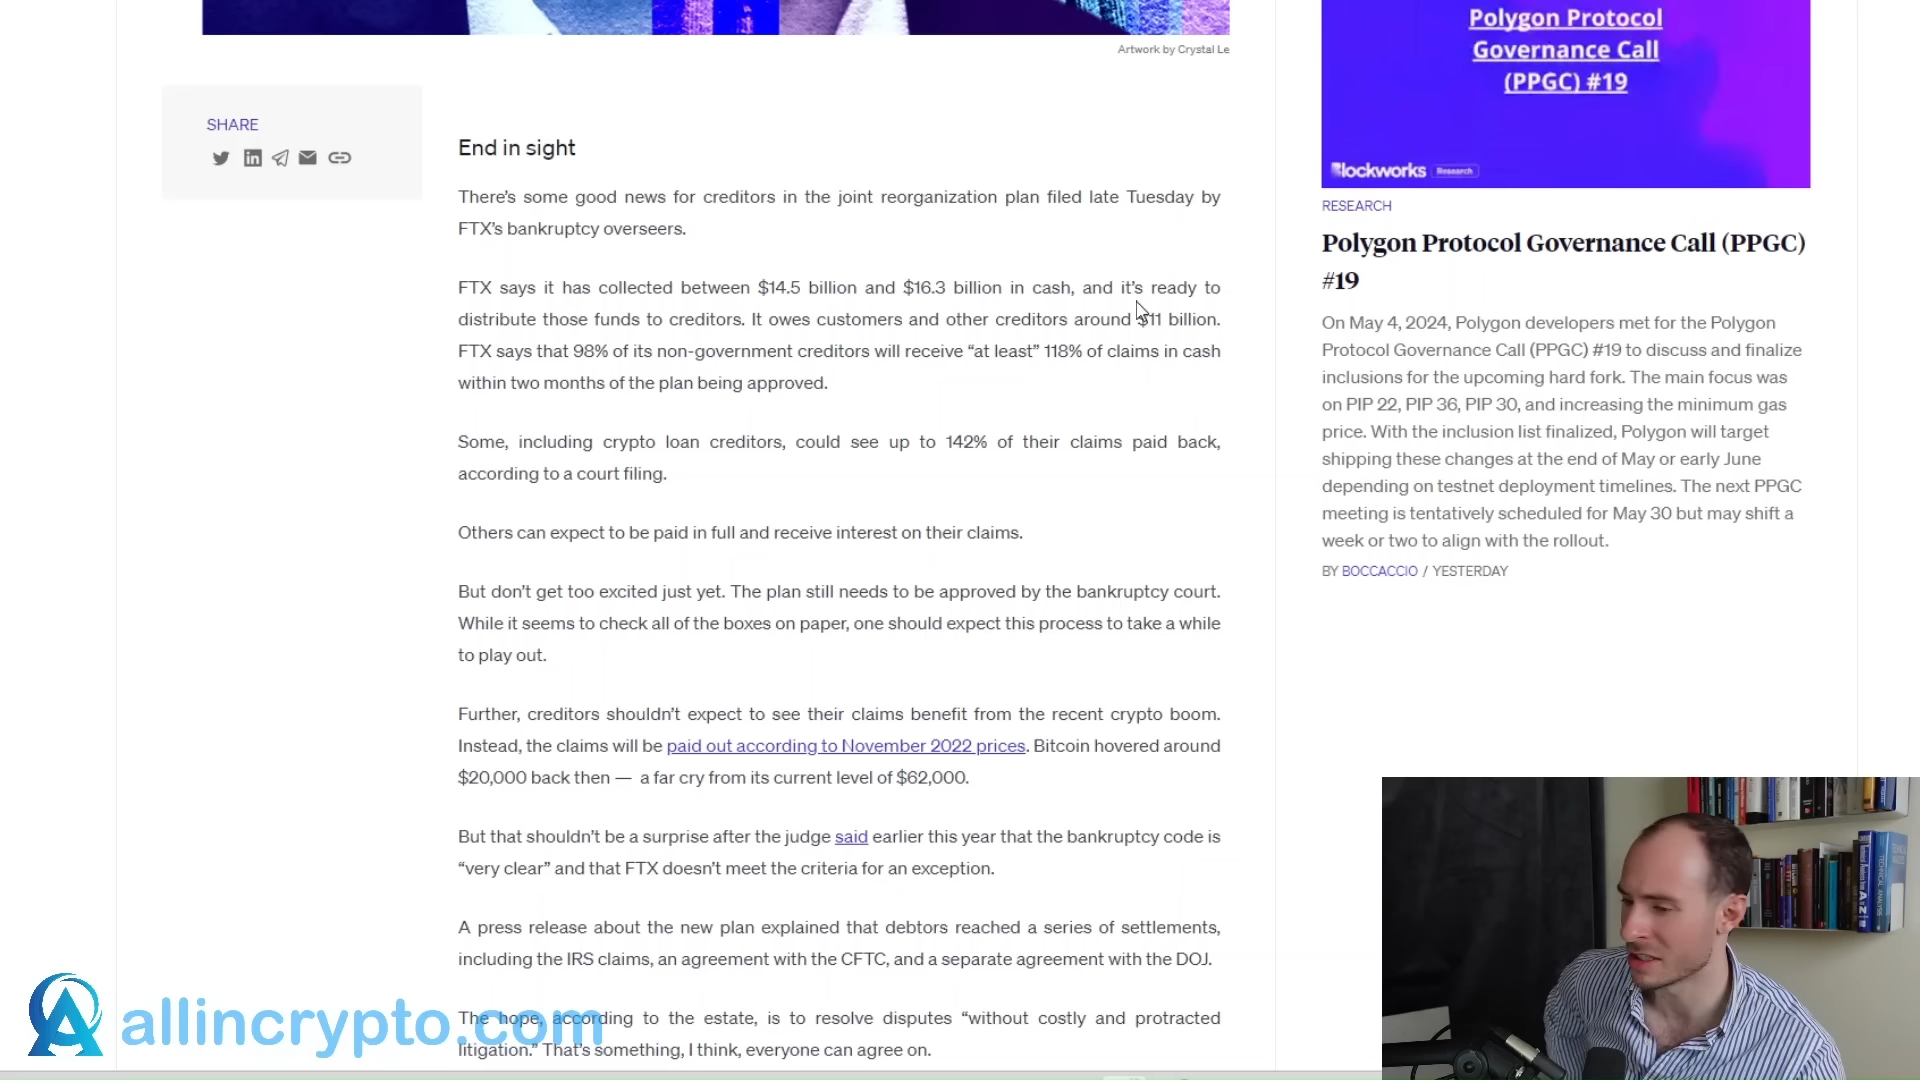 Artwork by Crystal Le
SHARE
End in sight
There’s some good news for creditors in the joint reorganization plan filed late Tuesday by
FTX’s bankruptcy overseers.
FTX says it has collected between $14.5 billion and $16.3 billion in cash, and it’s ready to
distribute those funds to creditors. It owes customers and other creditors around $11 billion.
FTX says that 98% of its non-government creditors will receive “at least” 118% of claims in cash
within two months of the plan being approved.
Some, including crypto loan creditors, could see up to 142% of their claims paid back,
according to a court filing.
Others can expect to be paid in full and receive interest on their claims.
But don’t get too excited just yet. The plan still needs to be approved by the bankruptcy court.
While it seems to check all of the boxes on paper, one should expect this process to take a while
to play out.
Further, creditors shouldn’t expect to see their claims benefit from the recent crypto boom.
Instead, the claims will be paid out according to November 2022 prices. Bitcoin hovered around
$20,000 back then — a far cry from its current level of $62,000.
But that shouldn’t be a surprise after the judge said earlier this year that the bankruptcy code is
“very clear” and that FTX doesn’t meet the criteria for an exception.
A press release about the new plan explained that debtors reached a series of settlements,
including the IRS claims, an agreement with the CFTC, and a separate agreement with the DOJ.
The hope, according to the estate, is to resolve disputes “without costly and protracted
litigation.” That’s something, I think, everyone can agree on.
allincrypto.com
Polygon Protocol
Governance Call
(PPGC) #19
Blockworks Research
RESEARCH
Polygon Protocol Governance Call (PPGC)
#19
On May 4, 2024, Polygon developers met for the Polygon
Protocol Governance Call (PPGC) #19 to discuss and finalize
inclusions for the upcoming hard fork. The main focus was
on PIP 22, PIP 36, PIP 30, and increasing the minimum gas
price. With the inclusion list finalized, Polygon will target
shipping these changes at the end of May or early June
depending on testnet deployment timelines. The next PPGC
meeting is tentatively scheduled for May 30 but may shift a
week or two to align with the rollout.
BY BOCCACCIO / YESTERDAY